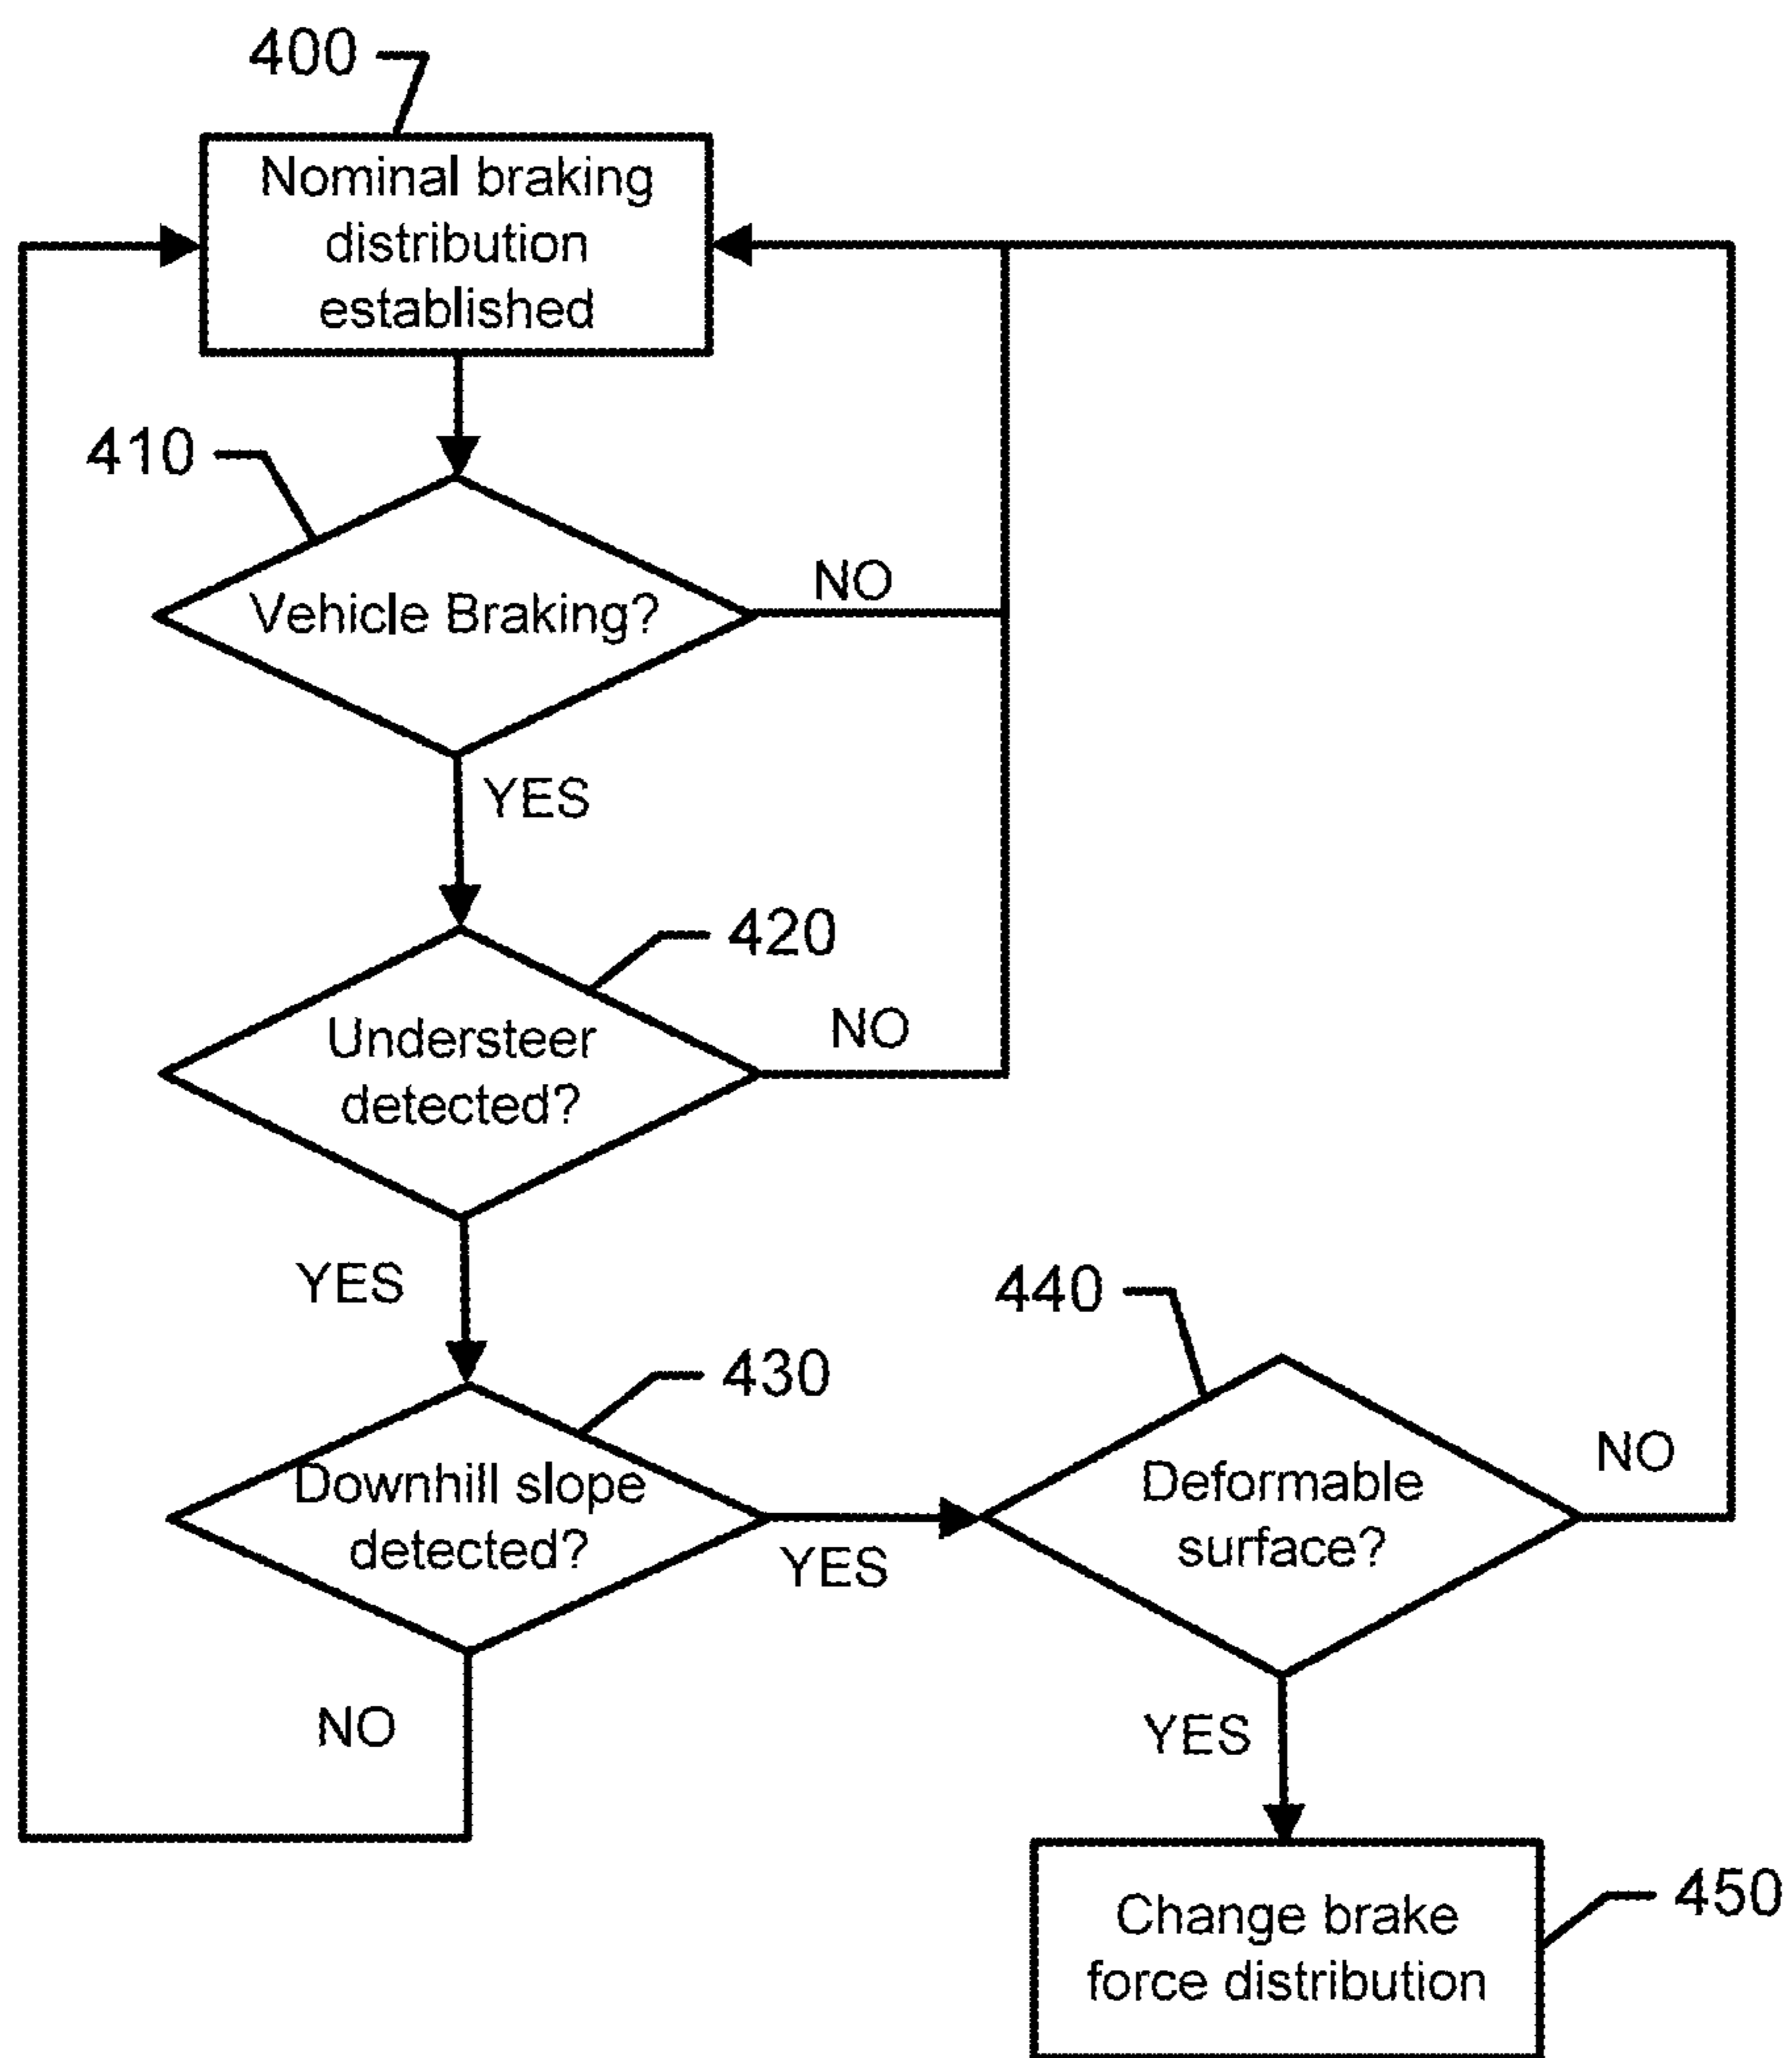 400
Nominal braking
distribution
established
410
Vehicle Braking?
NO
YES
420
Understeer
detected?
NO
YES
430
Downhill slope
detected?
YES
NO
440
Deformable
surface?
NO
YES
450
Change brake
force distribution